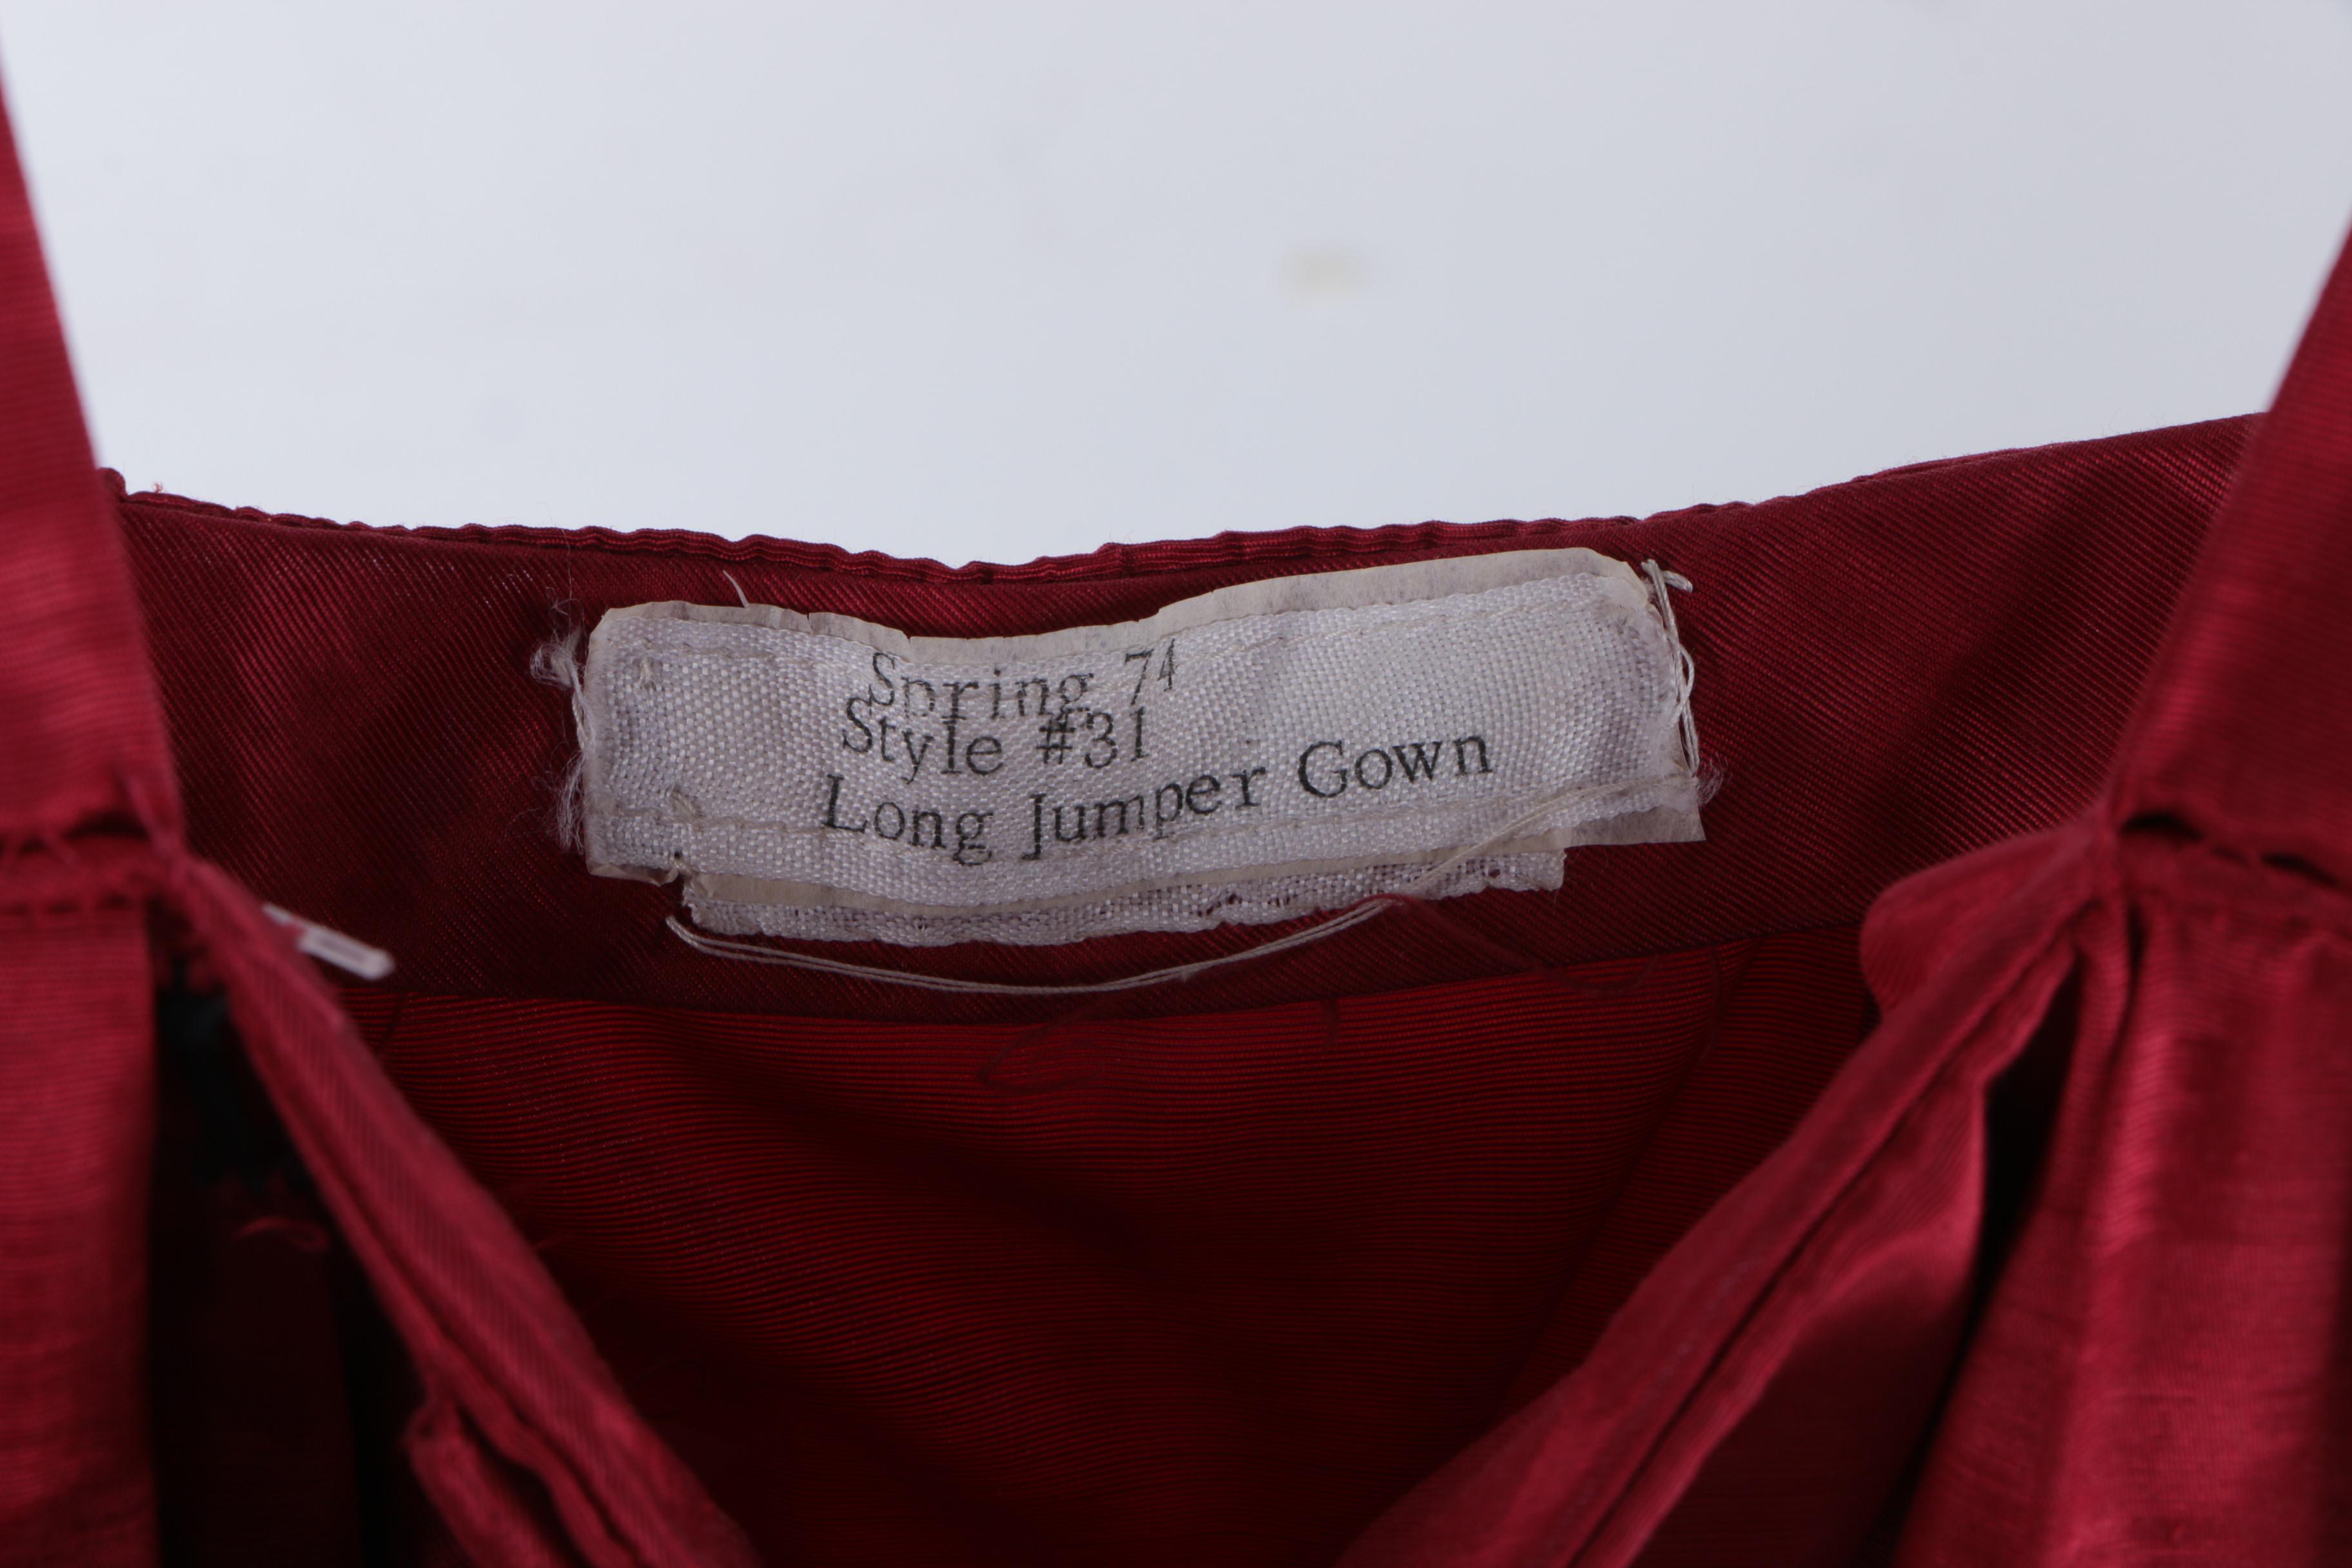 Spring 74
Style #31
Long Jumper Gown